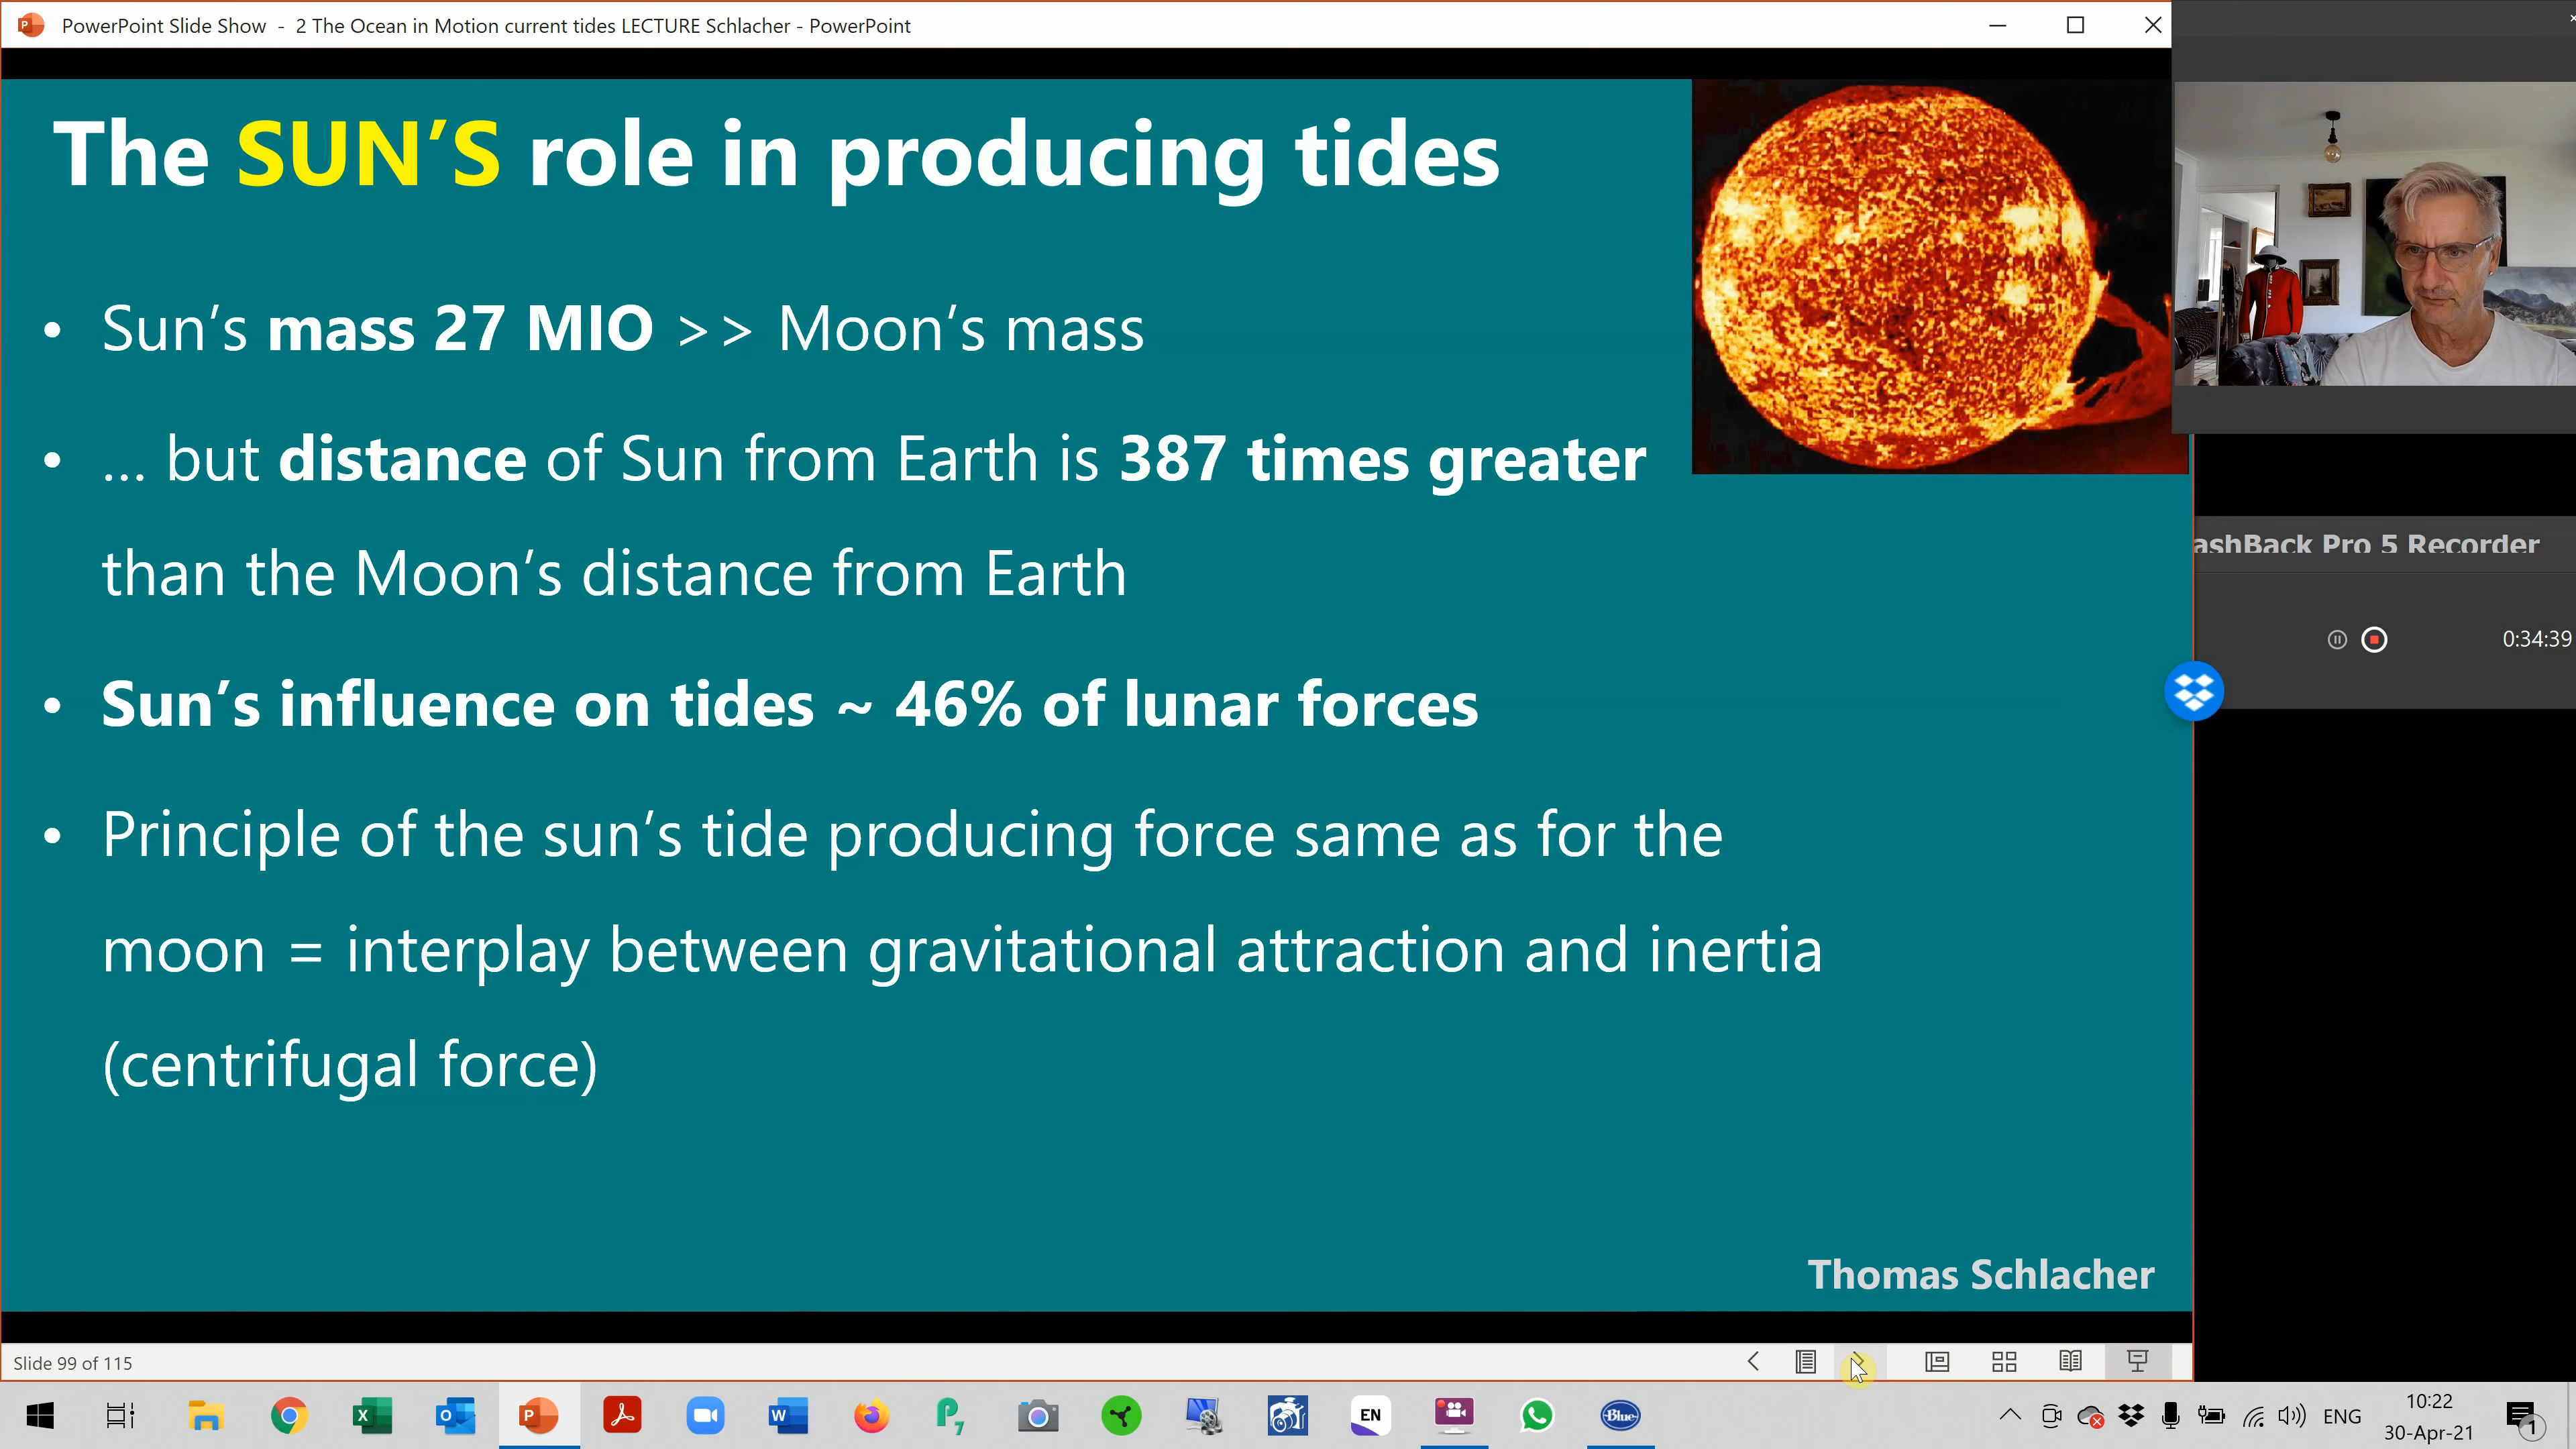 PowerPoint Slide Show - 2 The Ocean in Motion current tides LECTURE Schlacher - PowerPoint
The SUN’S role in producing tides
• Sun’s mass 27 MIO >> Moon’s mass
• ... but distance of Sun from Earth is 387 times greater
than the Moon’s distance from Earth
• Sun’s influence on tides ~ 46% of lunar forces
• Principle of the sun’s tide producing force same as for the
moon = interplay between gravitational attraction and inertia
(centrifugal force)
Thomas Schlacher
ashBack Pro 5 Recorder
0:34:39
Slide 99 of 115
EN
Blue
ENG
10:22
30-Apr-21
1